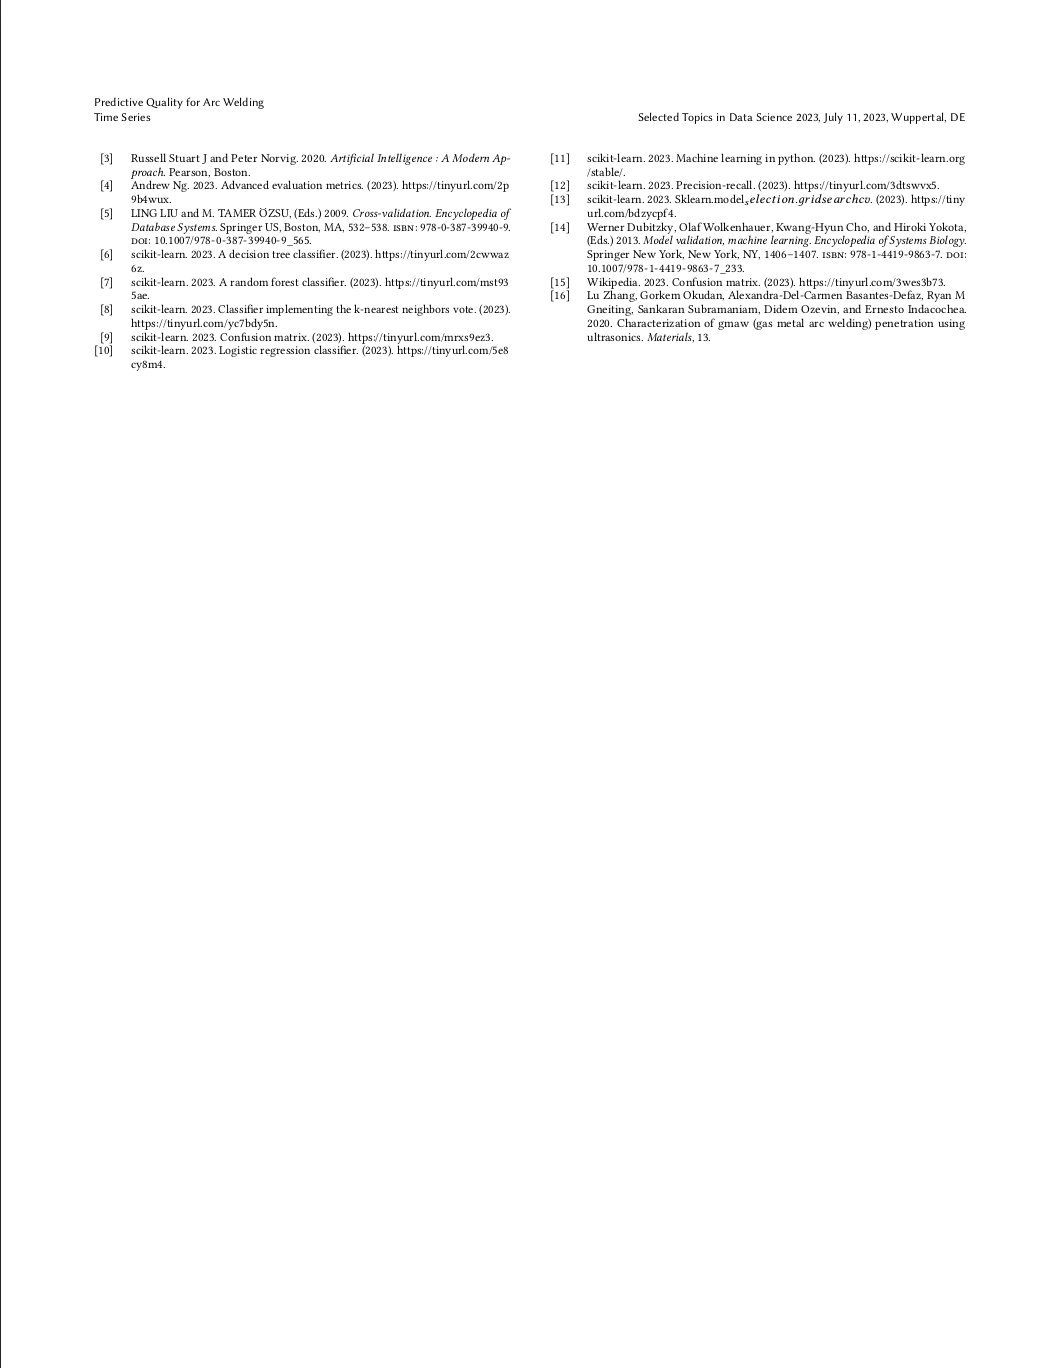 Predictive Quality for Arc Welding
Time Series
Selected Topics in Data Science 2023, July 11, 2023, Wuppertal, DE
[3] Russell Stuart J and Peter Norvig. 2020. Artificial Intelligence : A Modern Ap-
proach. Pearson, Boston.
[4] Andrew Ng. 2023. Advanced evaluation metrics. (2023). https://tinyurl.com/2p
9b4wux.
[5] LING LIU and M. TAMER ÖZSU, (Eds.) 2009. Cross-validation. Encyclopedia of
Database Systems. Springer US, Boston, MA, 532–538. ISBN: 978-0-387-39940-9.
DOI: 10.1007/978-0-387-39940-9_565.
[6] scikit-learn. 2023. A decision tree classifier. (2023). https://tinyurl.com/2cwwaz
6z.
[7] scikit-learn. 2023. A random forest classifier. (2023). https://tinyurl.com/mst93
5ae.
[8] scikit-learn. 2023. Classifier implementing the k-nearest neighbors vote. (2023).
https://tinyurl.com/yc7bdy5n.
[9] scikit-learn. 2023. Confusion matrix. (2023). https://tinyurl.com/mrxs9ez3.
[10] scikit-learn. 2023. Logistic regression classifier. (2023). https://tinyurl.com/5e8
cy8m4.
[11] scikit-learn. 2023. Machine learning in python. (2023). https://scikit-learn.org
/stable/.
[12] scikit-learn. 2023. Precision-recall. (2023). https://tinyurl.com/3dtswvx5.
[13] scikit-learn. 2023. Sklearn.modelₛelection.gridsearchcv. (2023). https://tiny
url.com/bdzycpf4.
[14] Werner Dubitzky, Olaf Wolkenhauer, Kwang-Hyun Cho, and Hiroki Yokota,
(Eds.) 2013. Model validation, machine learning. Encyclopedia of Systems Biology.
Springer New York, New York, NY, 1406–1407. ISBN: 978-1-4419-9863-7. DOI:
10.1007/978-1-4419-9863-7_233.
[15] Wikipedia. 2023. Confusion matrix. (2023). https://tinyurl.com/3wes3b73.
[16] Lu Zhang, Gorkem Okudan, Alexandra-Del-Carmen Basantes-Defaz, Ryan M
Gneiting, Sankaran Subramaniam, Didem Ozevin, and Ernesto Indacochea.
2020. Characterization of gmaw (gas metal arc welding) penetration using
ultrasonics. Materials, 13.